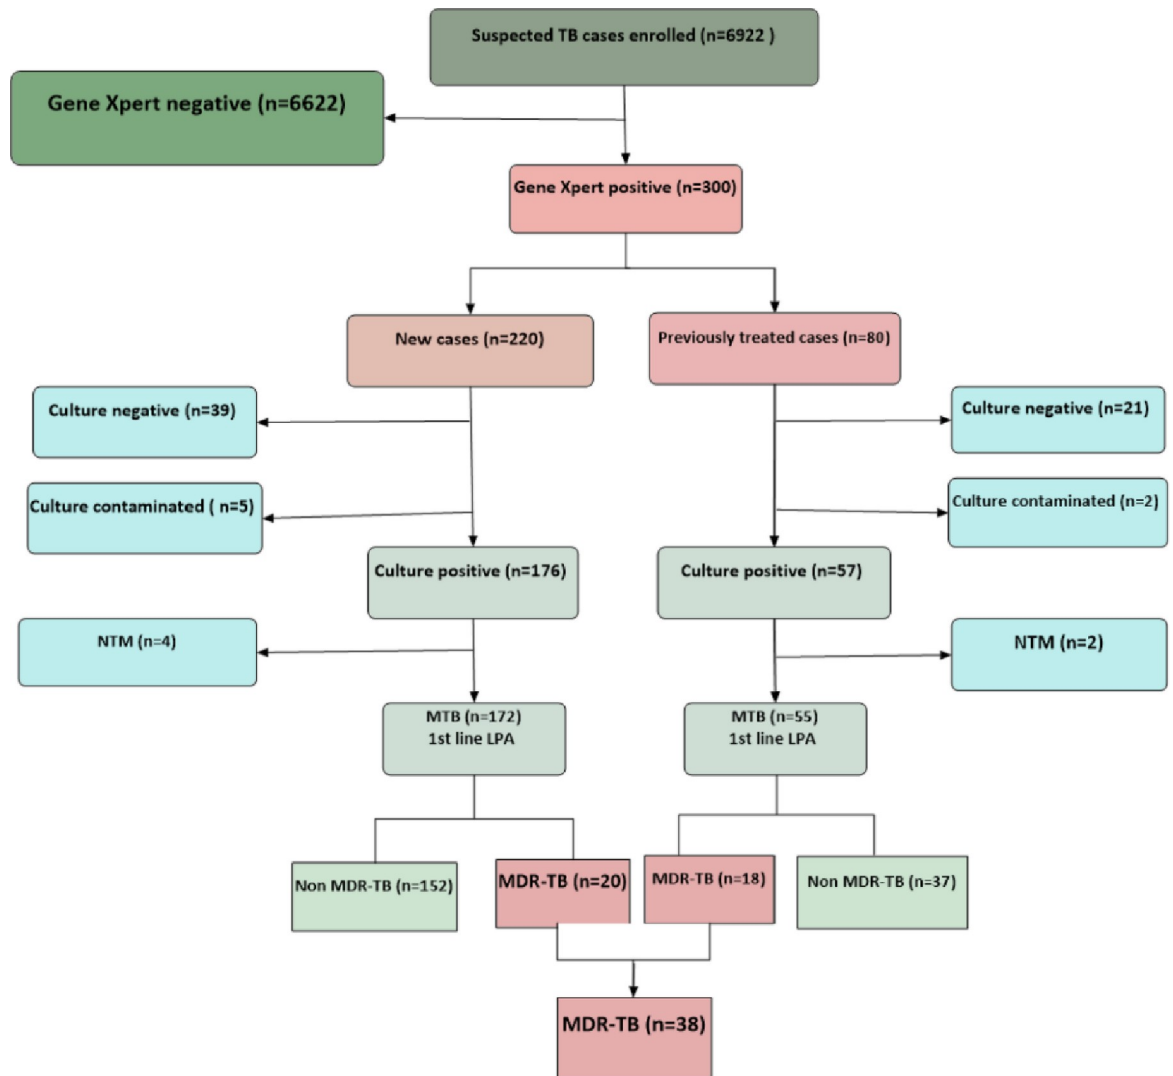 Suspected TB cases enrolled (n=6922 )
Gene Xpert negative (n=6622)
Gene Xpert positive (n=300)
New cases (n=220)
Previously treated cases (n=80)
Culture negative (n=39)
Culture negative (n=21)
Culture contaminated ( n=5)
Culture contaminated (n=2)
Culture positive (n=176)
Culture positive (n=57)
NTM (n=4)
NTM (n=2)
MTB (n=172)
1st line LPA
MTB (n=55)
1st line LPA
Non MDR-TB (n=152)
MDR-TB (n=20)
MDR-TB (n=18)
Non MDR-TB (n=37)
MDR-TB (n=38)